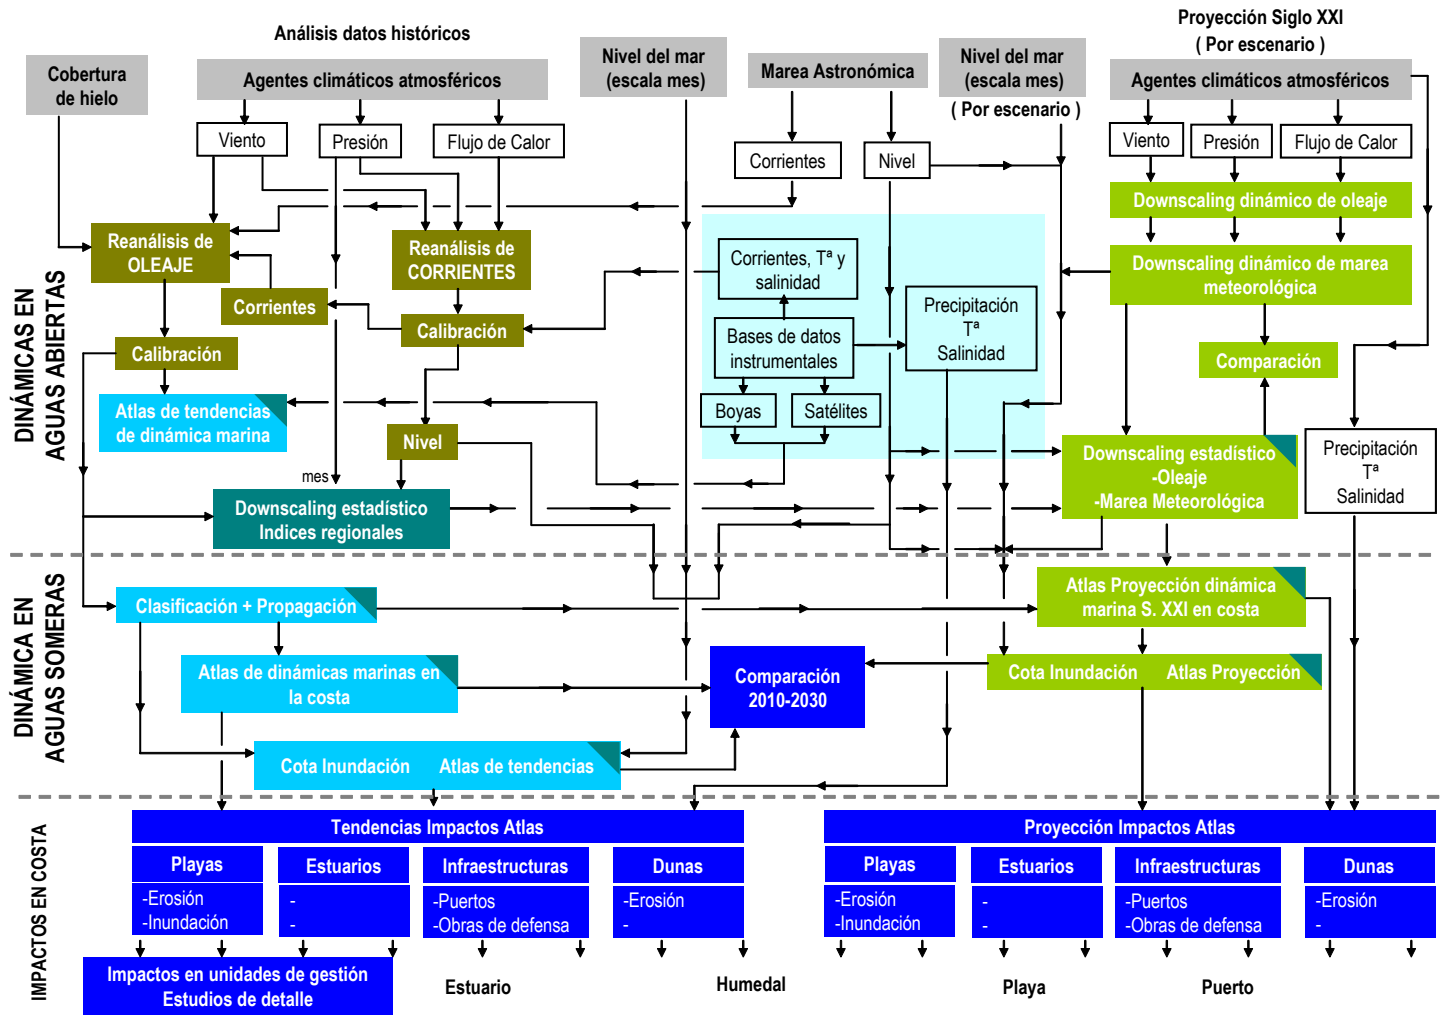 Análisis datos históricos
Proyección Siglo XXI
( Por escenario )
Cobertura
de hielo
Agentes climáticos atmosféricos
Nivel del mar
(escala mes)
Marea Astronómica
Nivel del mar
(escala mes)
( Por escenario )
Agentes climáticos atmosféricos
Viento
Presión
Flujo de Calor
Corrientes
Nivel
Viento
Presión
Flujo de Calor
DINÁMICAS EN
AGUAS ABIERTAS
Reanálisis de
OLEAJE
Reanálisis de
CORRIENTES
Corrientes
Calibración
Calibración
Atlas de tendencias
de dinámica marina
Nivel
mes
Downscaling estadístico
Indices regionales
Corrientes, Tª y
salinidad
Bases de datos
instrumentales
Boyas
Satélites
Precipitación
Tª
Salinidad
Downscaling dinámico de oleaje
Downscaling dinámico de marea
meteorológica
Comparación
Downscaling estadístico
-Oleaje
-Marea Meteorológica
Precipitación
Tª
Salinidad
DINÁMICA EN
AGUAS SOMERAS
Clasificación + Propagación
Atlas de dinámicas marinas en
la costa
Cota Inundación Atlas de tendencias
Comparación
2010-2030
Atlas Proyección dinámica
marina S. XXI en costa
Cota Inundación Atlas Proyección
IMPACTOS EN COSTA
Tendencias Impactos Atlas
Playas
-Erosión
-Inundación
Estuarios
-
-
Infraestructuras
-Puertos
-Obras de defensa
Dunas
-Erosión
-
Proyección Impactos Atlas
Playas
-Erosión
-Inundación
Estuarios
-
-
Infraestructuras
-Puertos
-Obras de defensa
Dunas
-Erosión
-
Impactos en unidades de gestión
Estudios de detalle
Estuario
Humedal
Playa
Puerto